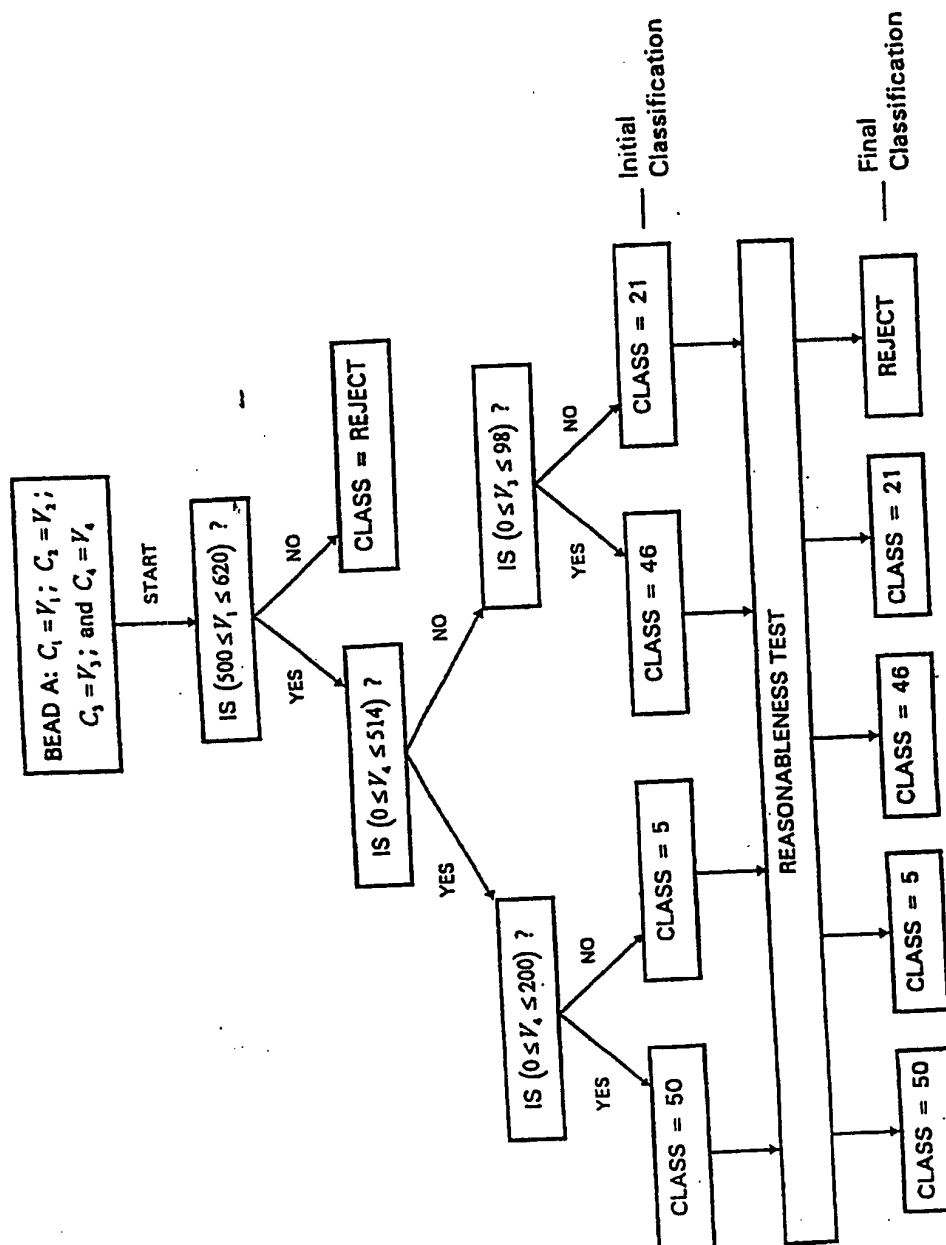 BEAD A: C₁ = V₁; C₂ = V₂;
C₃ = V₃; and C₄ = V₄
START
IS (500 ≤ V₁ ≤ 620) ?
YES
NO
CLASS = REJECT
IS (0 ≤ V₄ ≤ 514) ?
YES
NO
IS (0 ≤ V₄ ≤ 200) ?
IS (0 ≤ V₃ ≤ 98) ?
YES
NO
YES
NO
CLASS = 50
CLASS = 5
CLASS = 46
CLASS = 21
Initial
Classification
REASONABLENESS TEST
CLASS = 50
CLASS = 5
CLASS = 46
CLASS = 21
REJECT
Final
Classification